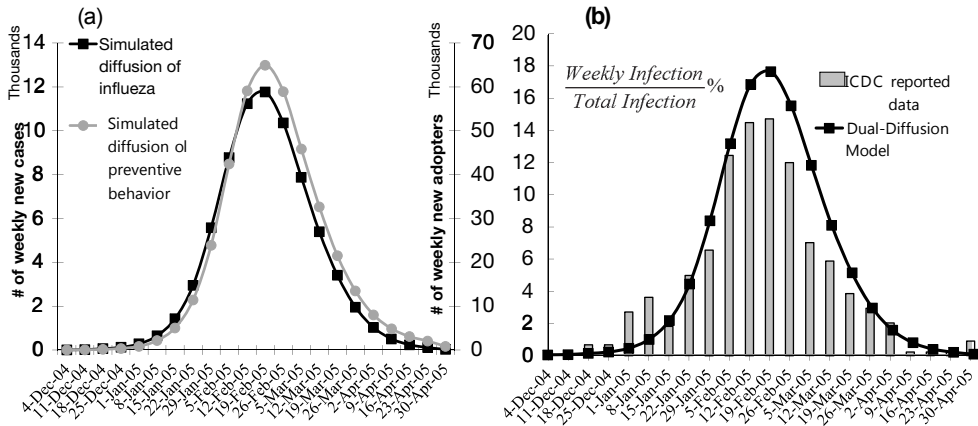 (a)
Thousands
# of weekly new cases
14
12
10
8
6
4
2
0
Simulated
diffusion of
influeza
Simulated
diffusion ol
preventive
behavior
Thousands
# of weekly new adopters
70
60
50
40
30
20
10
0
4-Dec-04
11-Dec-04
18-Dec-04
25-Dec-04
1-Jan-05
8-Jan-05
15-Jan-05
22-Jan-05
29-Jan-05
5-Feb-05
12-Feb-05
19-Feb-05
26-Feb-05
5-Mar-05
12-Mar-05
19-Mar-05
26-Mar-05
2-Apr-05
9-Apr-05
16-Apr-05
23-Apr-05
30-Apr-05
(b)
20
18
16
14
12
10
8
6
4
2
0
Weekly Infection
Total Infection
%
ICDC reported
data
Dual-Diffusion
Model
4-Dec-04
11-Dec-04
18-Dec-04
25-Dec-04
1-Jan-05
8-Jan-05
15-Jan-05
22-Jan-05
29-Jan-05
5-Feb-05
12-Feb-05
19-Feb-05
26-Feb-05
5-Mar-05
12-Mar-05
19-Mar-05
26-Mar-05
2-Apr-05
9-Apr-05
16-Apr-05
23-Apr-05
30-Apr-05